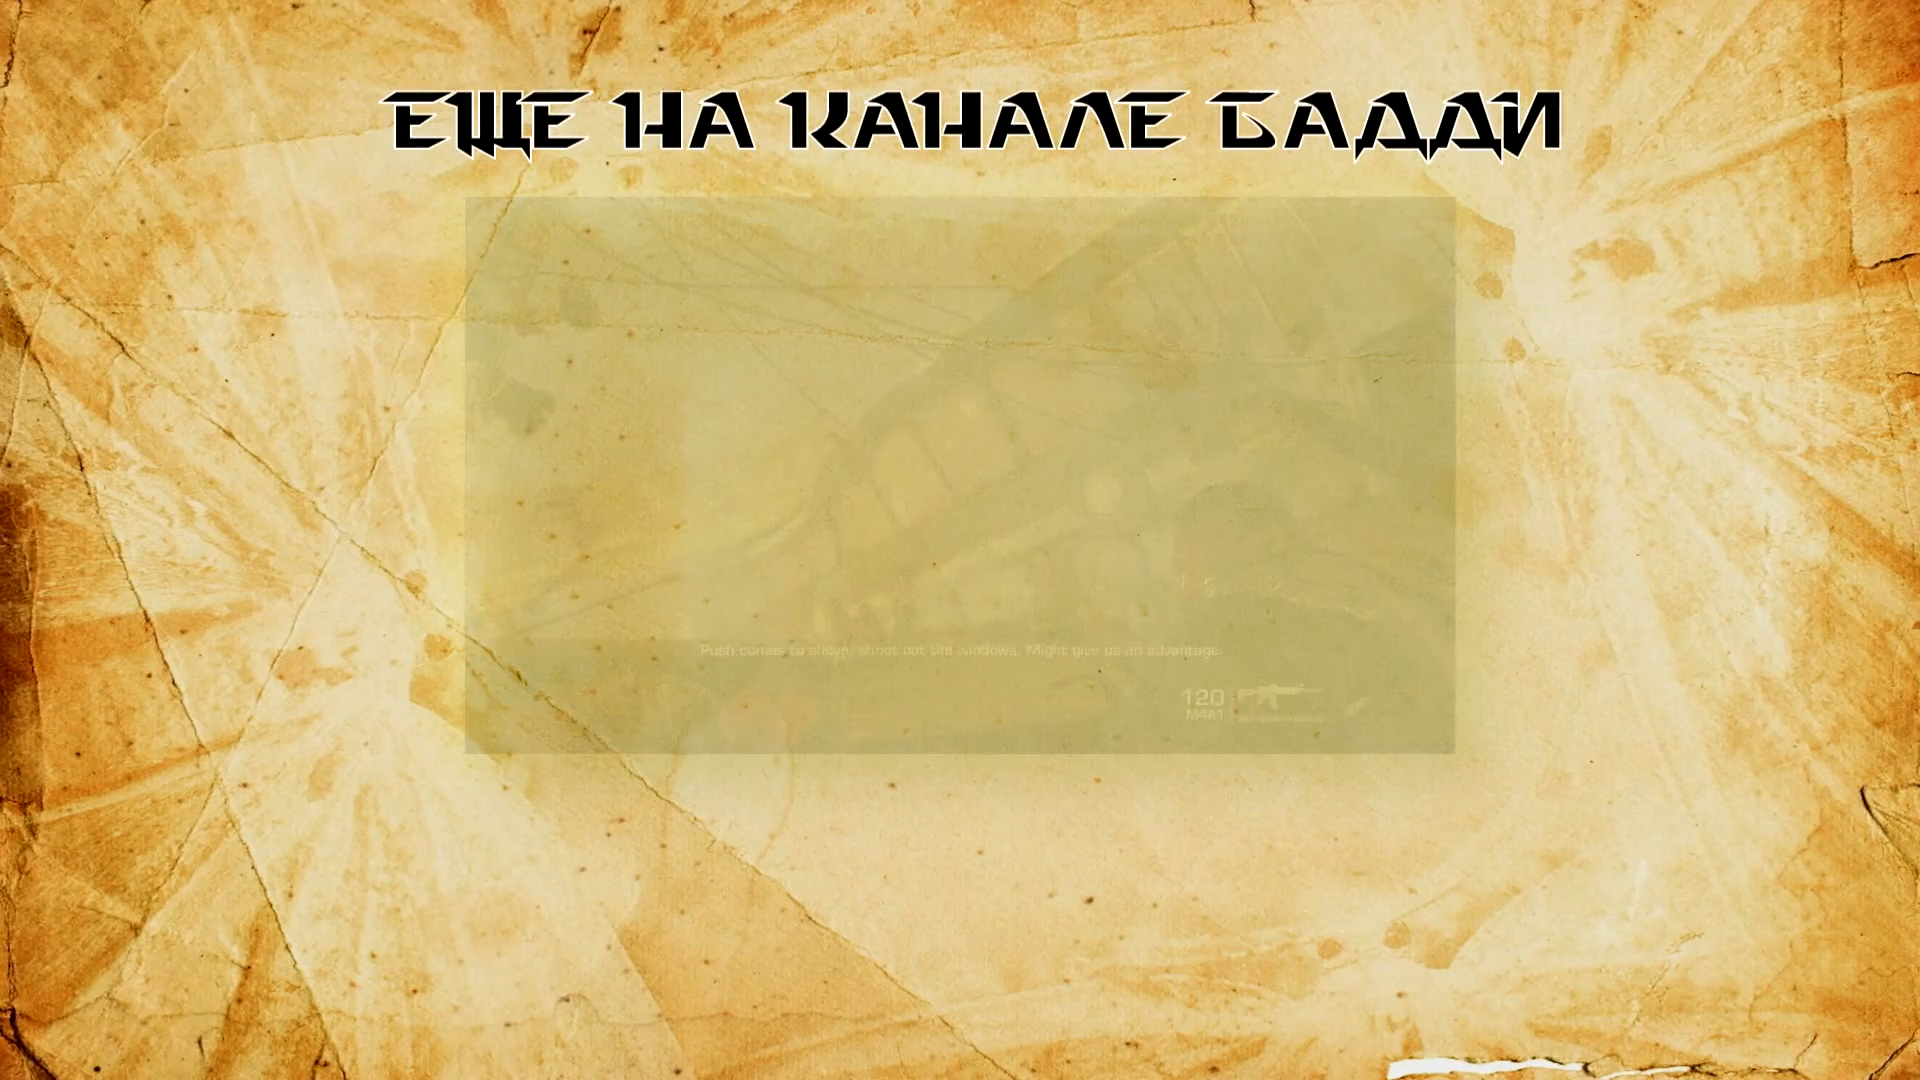 ЕЩЕ НА КАНАЛЕ БАДДИ
Push comes to shove, shoot out the windows. Might give us an advantage.
120
M4A1